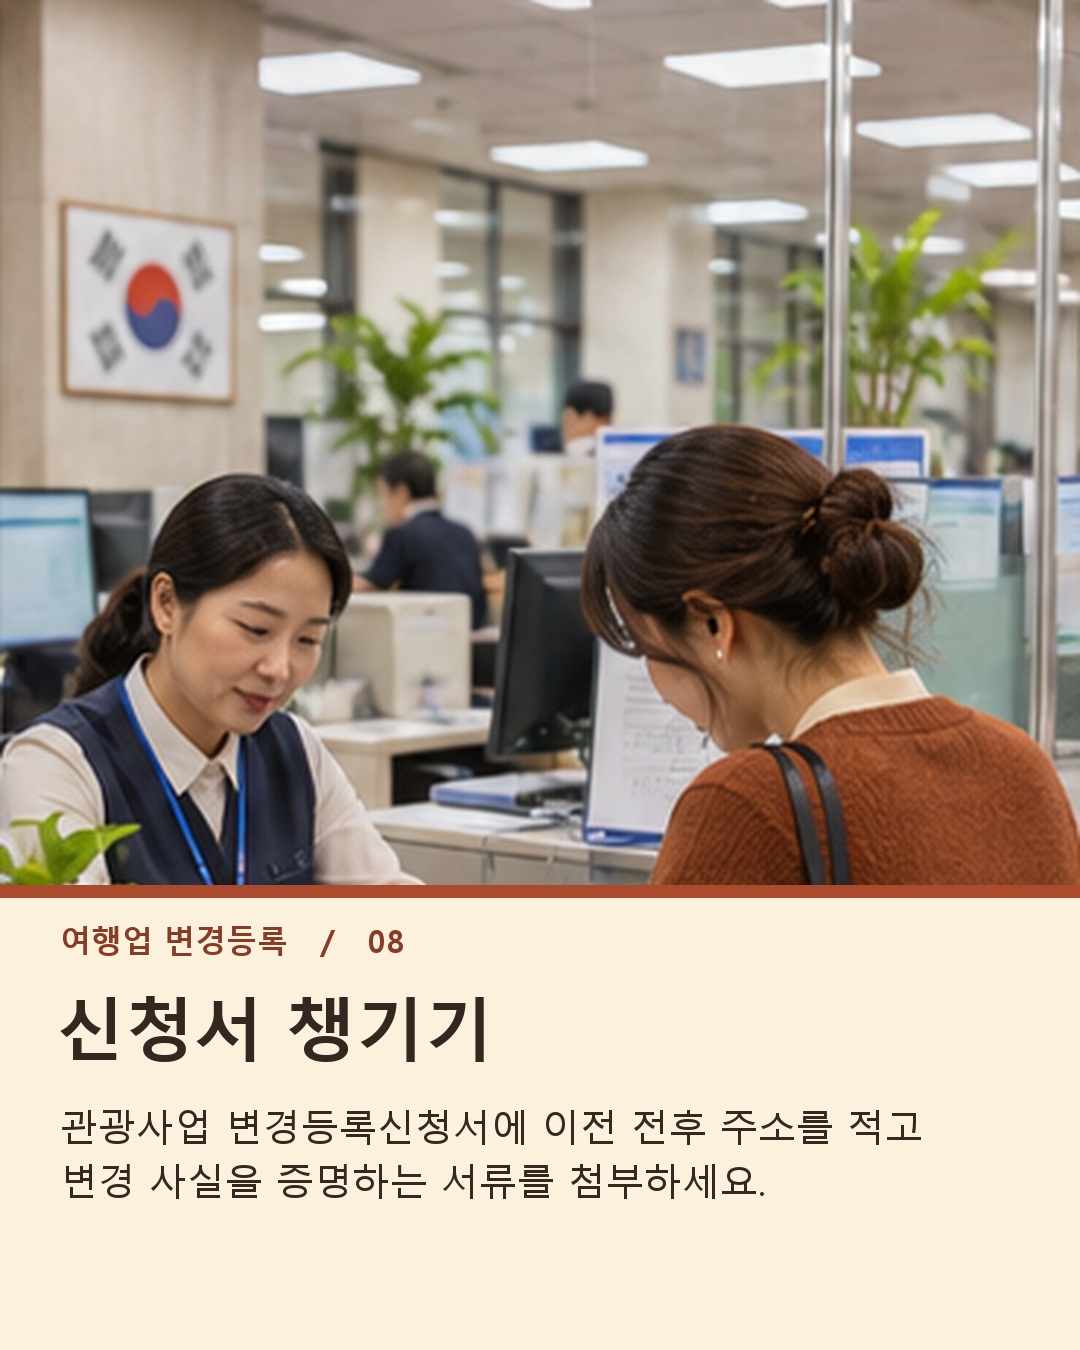 여행업 변경등록 / 08
신청서 챙기기
관광사업 변경등록신청서에 이전 전후 주소를 적고
변경 사실을 증명하는 서류를 첨부하세요.